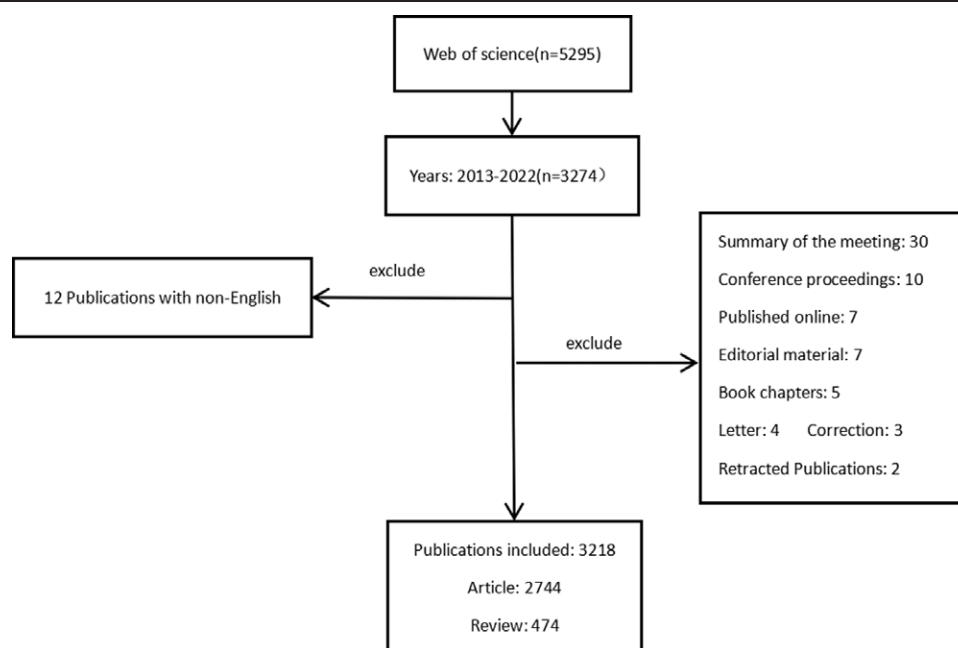 Web of science(n=5295)
Years: 2013-2022(n=3274）
exclude
12 Publications with non-English
exclude
Summary of the meeting: 30
Conference proceedings: 10
Published online: 7
Editorial material: 7
Book chapters: 5
Letter: 4 Correction: 3
Retracted Publications: 2
Publications included: 3218
Article: 2744
Review: 474